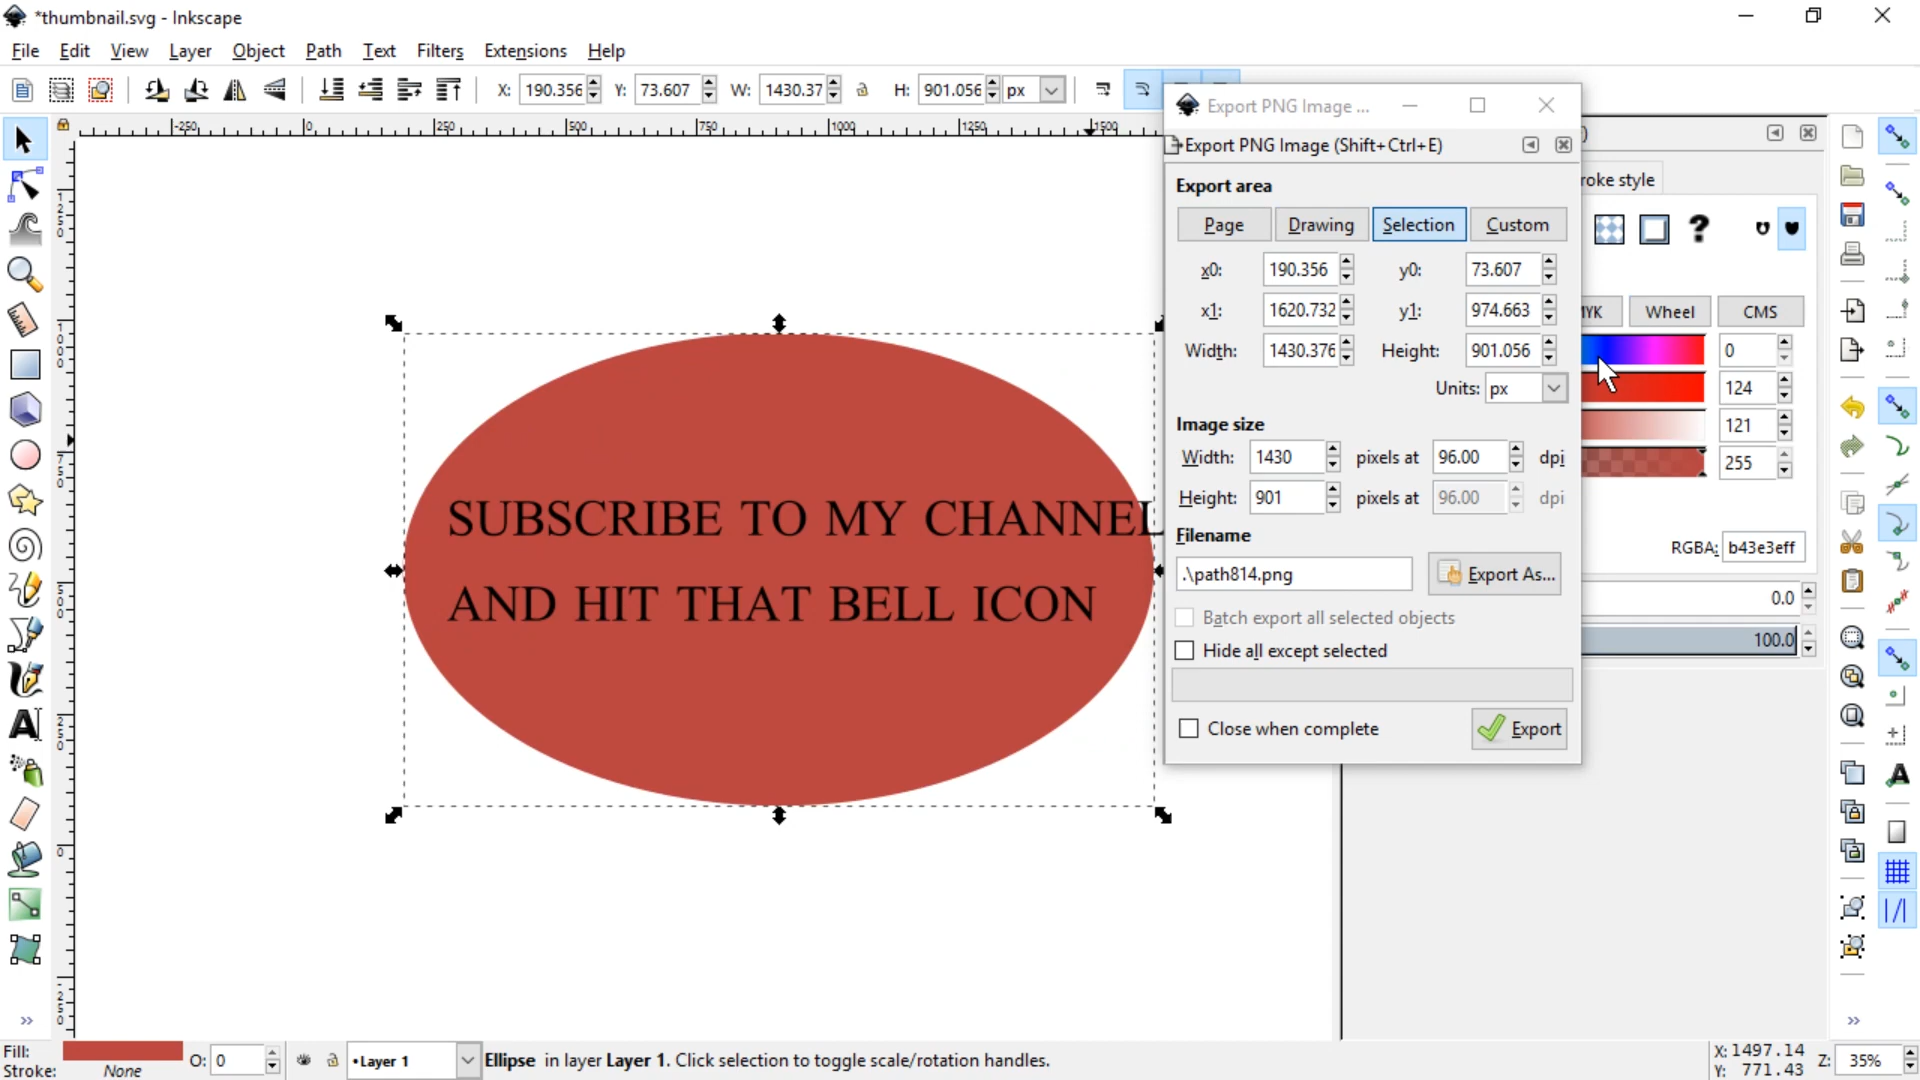 *thumbnail.svg - Inkscape
File Edit View Layer Object Path Text Filters Extensions Help
X: 190.356 Y: 73.607 W: 1430.37 H: 901.056 px
Export PNG Image ...
Export PNG Image (Shift+Ctrl+E)
Export area
Page Drawing Selection Custom
x0: 190.356 y0: 73.607
x1: 1620.732 y1: 974.663
Width: 1430.376 Height: 901.056
Units: px
Image size
Width: 1430 pixels at 96.00 dpi
Height: 901 pixels at 96.00 dpi
Filename
.\path814.png Export As...
Batch export all selected objects
Hide all except selected
Close when complete Export
roke style
YK Wheel CMS
0
124
121
255
RGBA: b43e3eff
0.0
100.0
SUBSCRIBE TO MY CHANNEL
AND HIT THAT BELL ICON
Fill: O: 0 •Layer 1 Ellipse in layer Layer 1. Click selection to toggle scale/rotation handles.
Stroke: None
X: 1497.14
Y: 771.43
Z: 35%